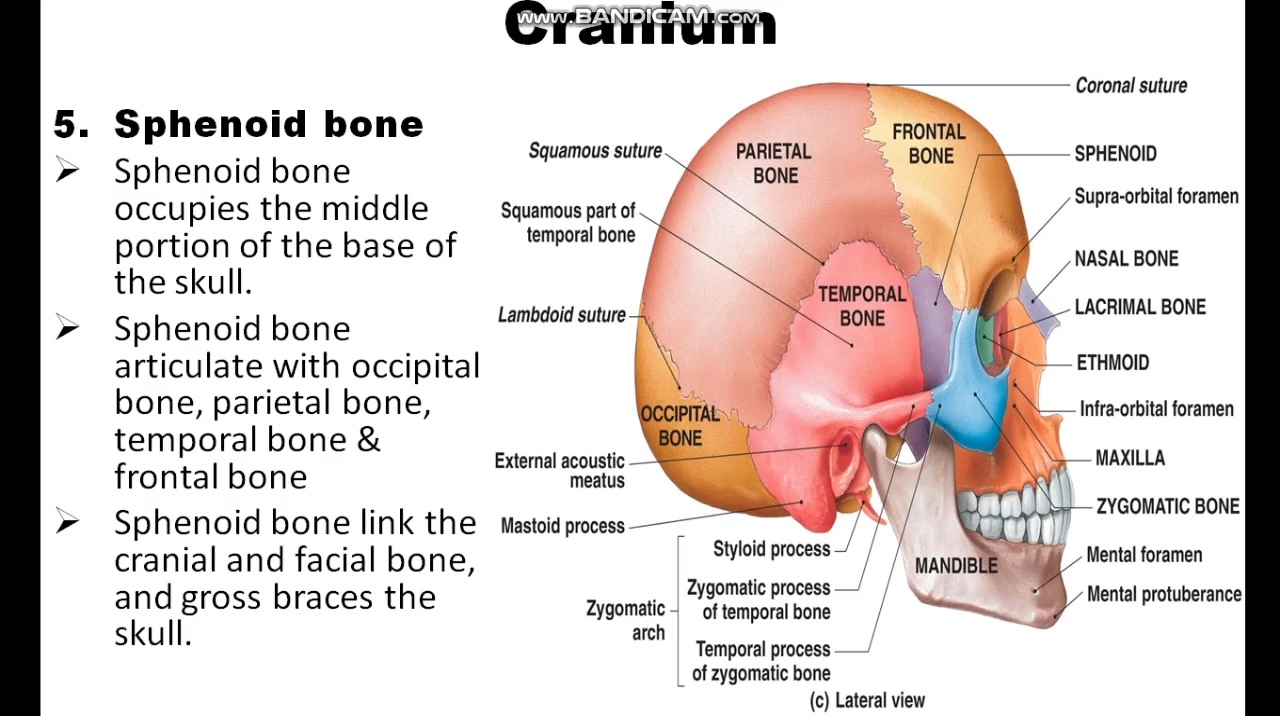 www.BANDICAM.com
Cranium
5. Sphenoid bone
Sphenoid bone
occupies the middle
portion of the base of
the skull.
Sphenoid bone
articulate with occipital
bone, parietal bone,
temporal bone &
frontal bone
Sphenoid bone link the
cranial and facial bone,
and gross braces the
skull.
Squamous suture
Squamous part of
temporal bone
Lambdoid suture
External acoustic
meatus
Mastoid process
Styloid process
Zygomatic process
of temporal bone
Zygomatic
arch
Temporal process
of zygomatic bone
PARIETAL
BONE
FRONTAL
BONE
TEMPORAL
BONE
OCCIPITAL
BONE
MANDIBLE
Coronal suture
SPHENOID
Supra-orbital foramen
NASAL BONE
LACRIMAL BONE
ETHMOID
Infra-orbital foramen
MAXILLA
ZYGOMATIC BONE
Mental foramen
Mental protuberance
(c) Lateral view